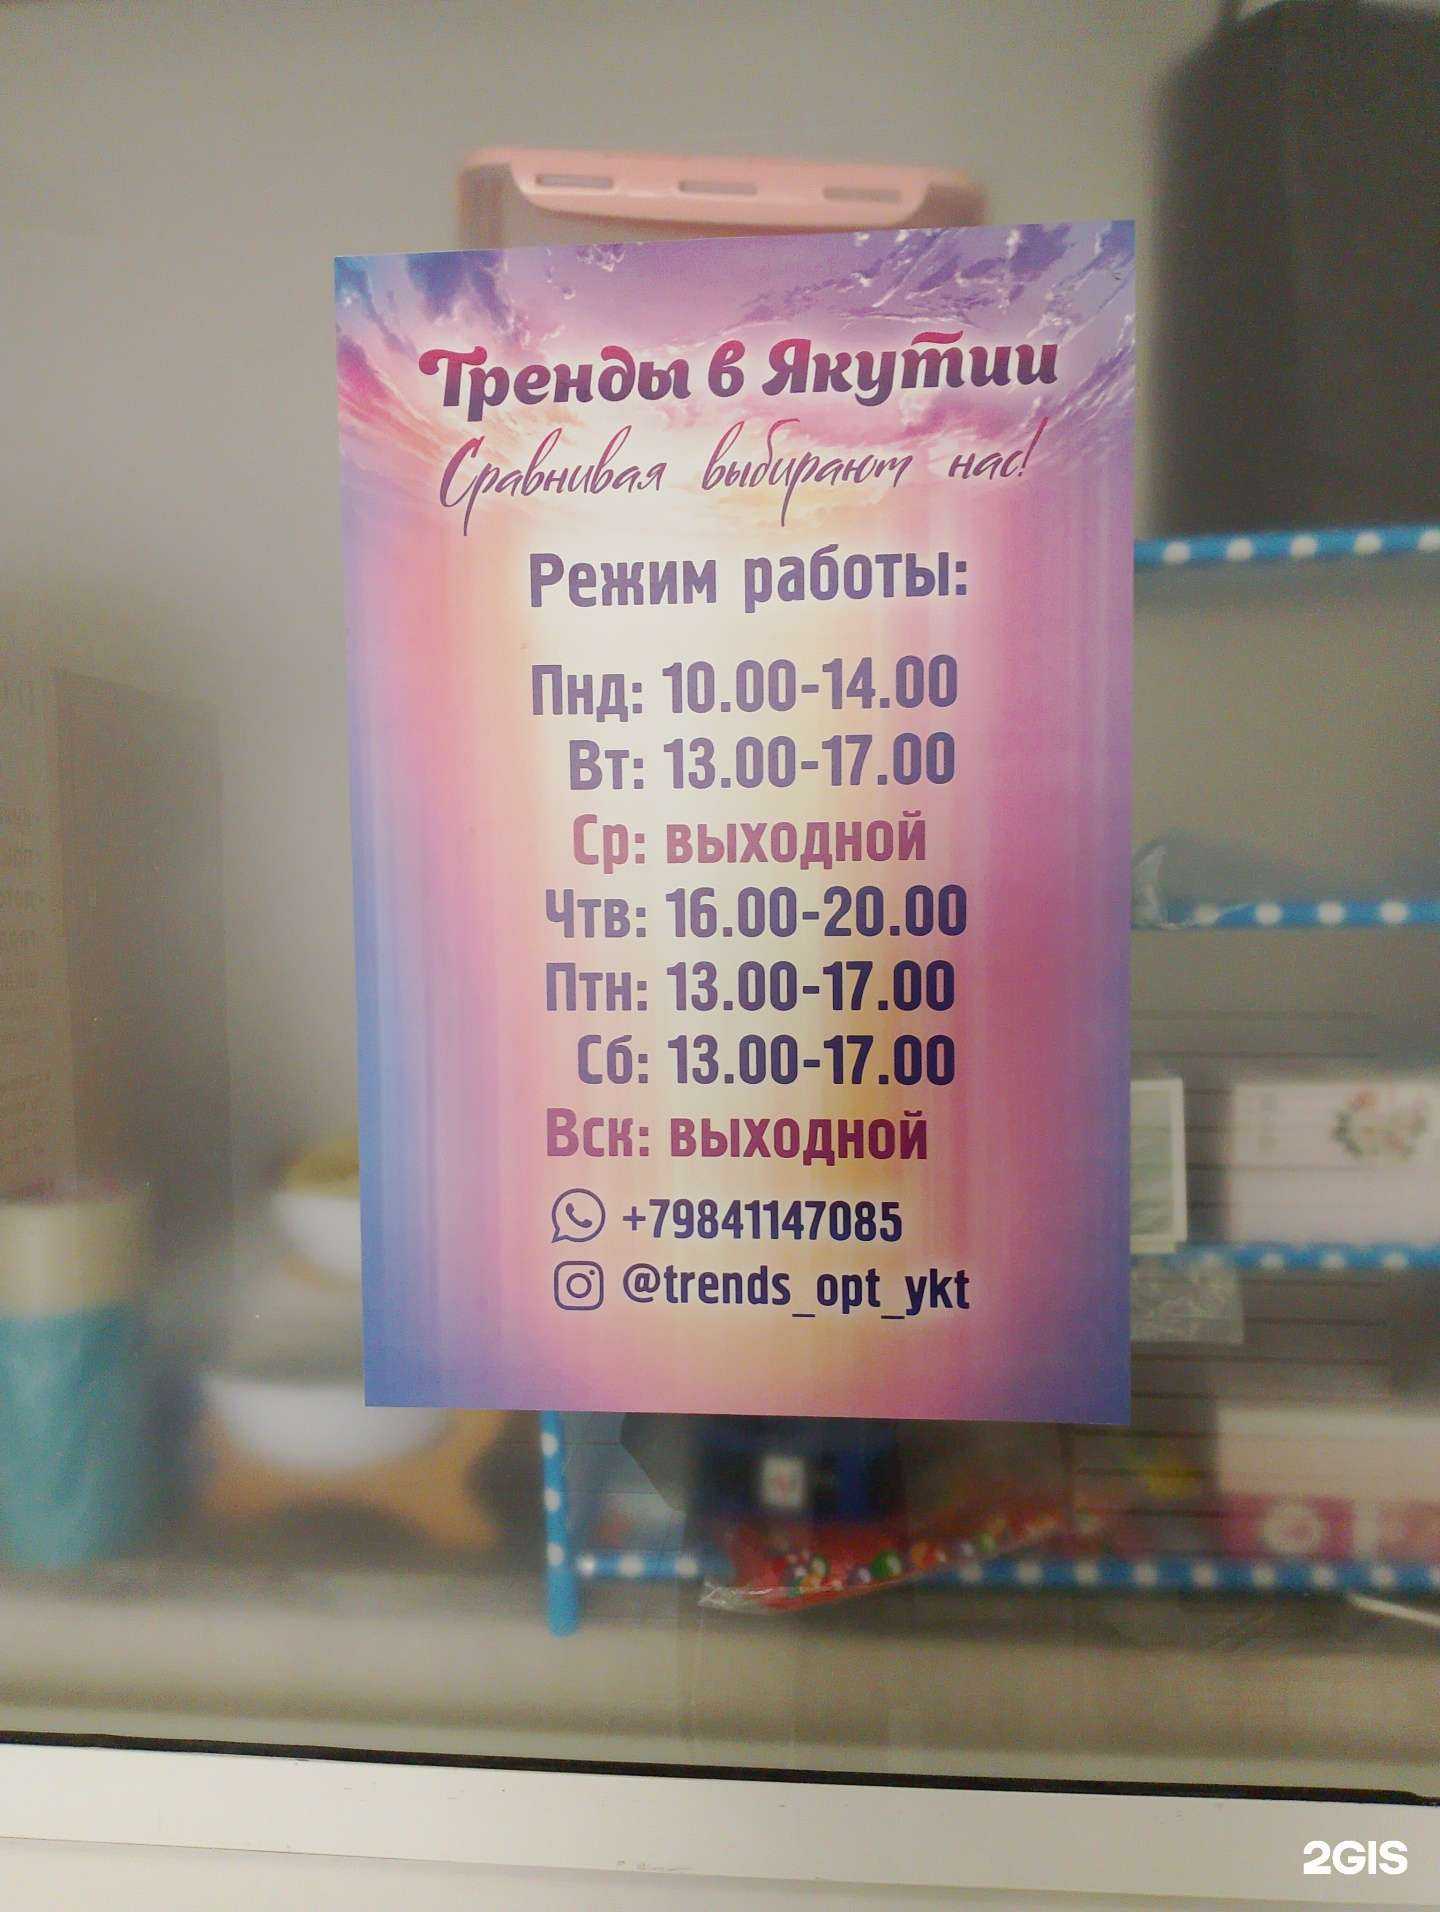 Тренды в Якутии
Сравнивая выбирают нас!
Режим работы:
Пнд: 10.00-14.00
Вт: 13.00-17.00
Ср: выходной
Чтв: 16.00-20.00
Птн: 13.00-17.00
Сб: 13.00-17.00
Вск: выходной
+79841147085
@trends_opt_ykt
2GIS